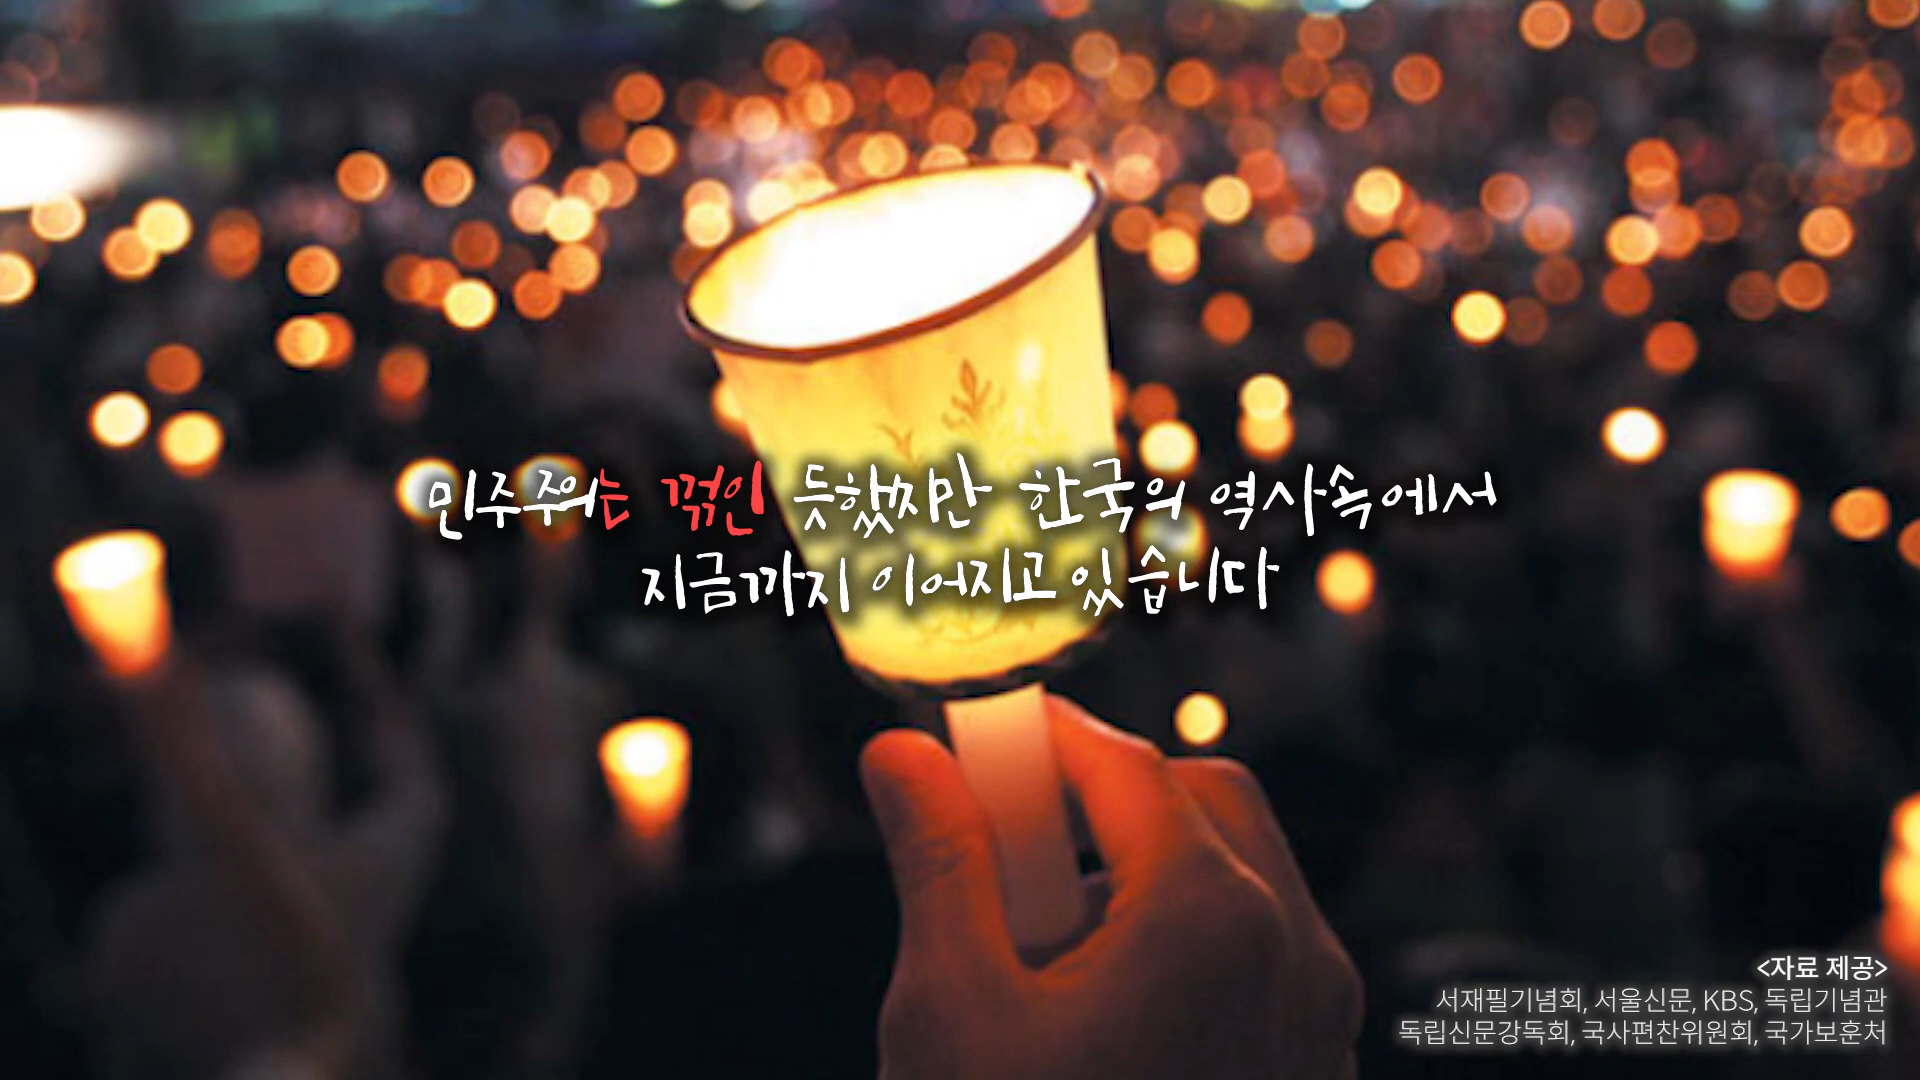 민주주의는 꺾인 듯했지만 한국의 역사속에서
지금까지 이어지고 있습니다
<자료 제공>
서재필기념회, 서울신문, KBS, 독립기념관
독립신문강독회, 국사편찬위원회, 국가보훈처